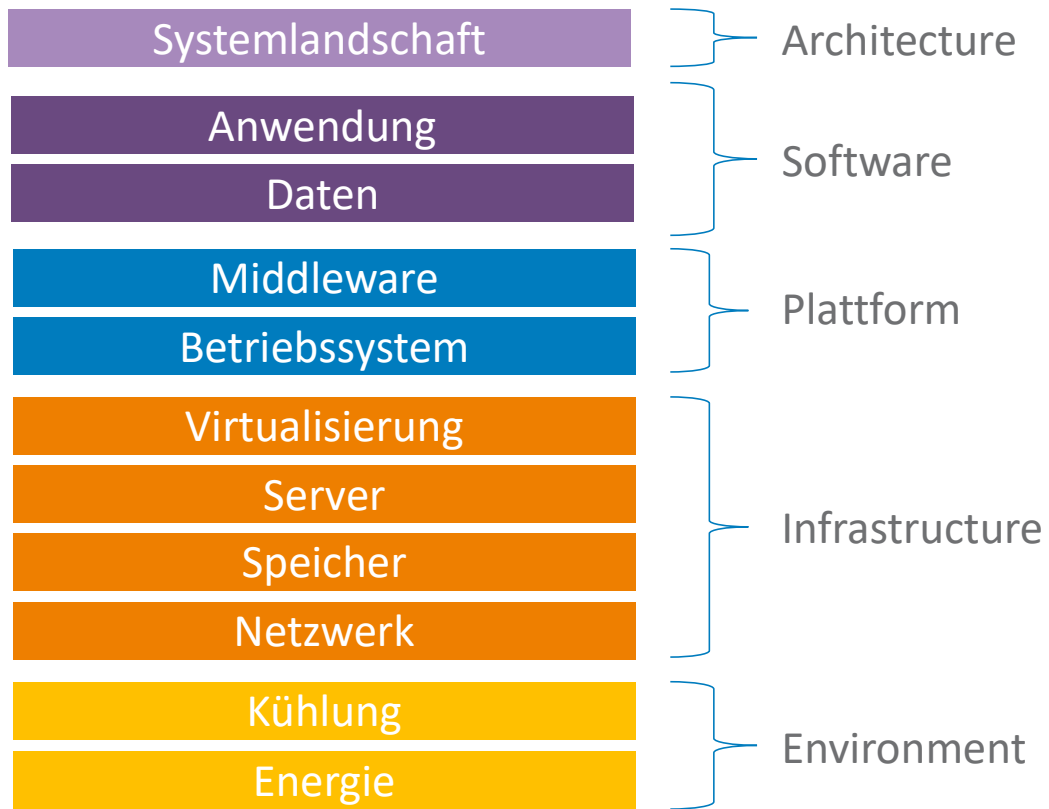 Systemlandschaft
Architecture
Anwendung
Daten
Software
Middleware
Betriebssystem
Plattform
Virtualisierung
Server
Speicher
Netzwerk
Infrastructure
Kühlung
Energie
Environment